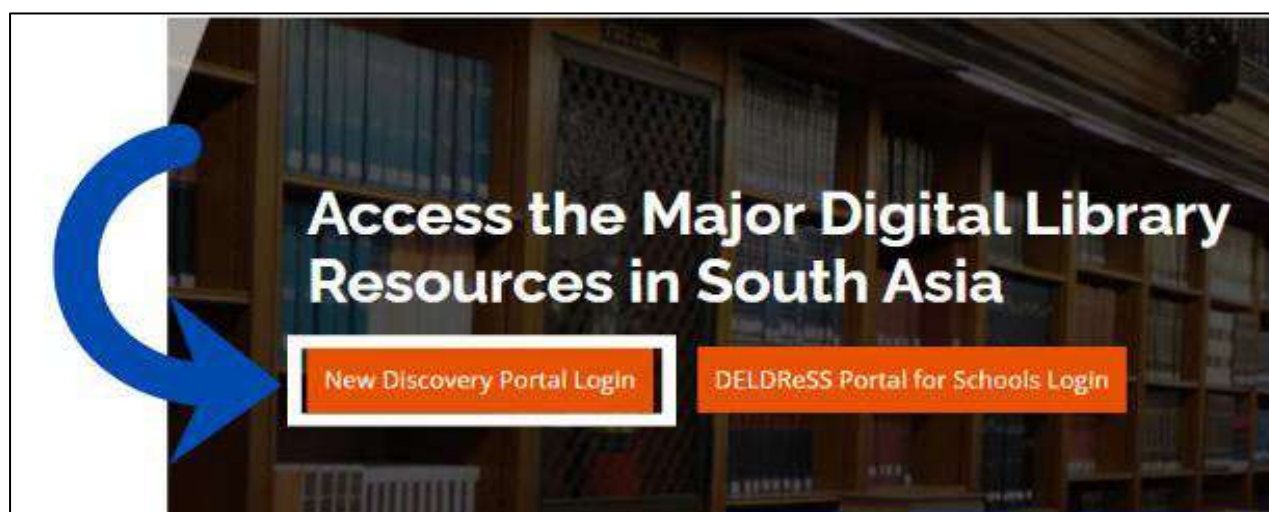 Access the Major Digital Library
Resources in South Asia
New Discovery Portal Login
DELDReSS Portal for Schools Login